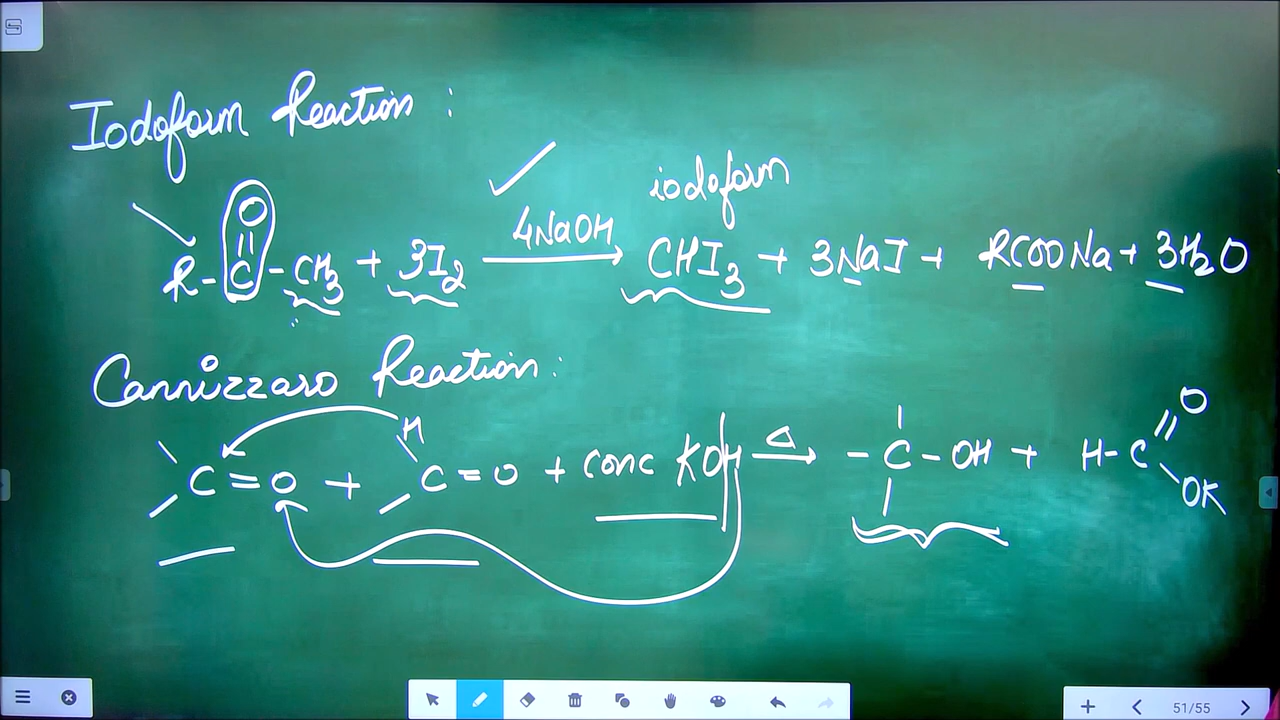 Iodoform Reaction :
iodoform
O
||
R-C-CH3 + 3I2 4NaOH → CHI3 + 3NaI + RCOONa + 3H2O
Cannizzaro Reaction :
H O
C=O + C=O + conc KOH Δ → -C-OH + H-C
OK
51/55